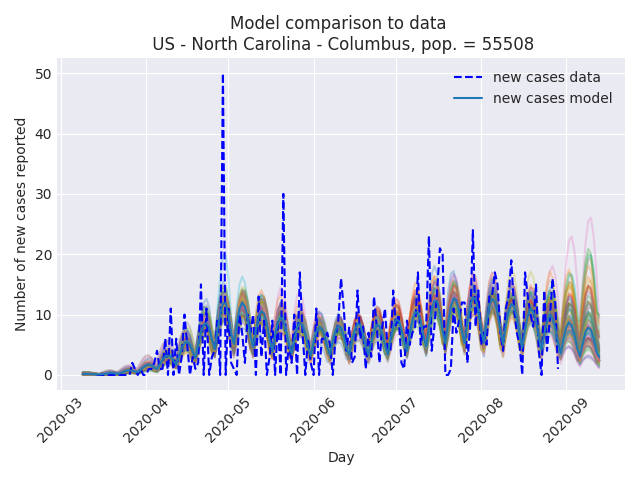 Model comparison to data
US - North Carolina - Columbus, pop. = 55508
new cases data
new cases model
Number of new cases reported
50
40
30
20
10
0
2020-03
2020-04
2020-05
2020-06
2020-07
2020-08
2020-09
Day